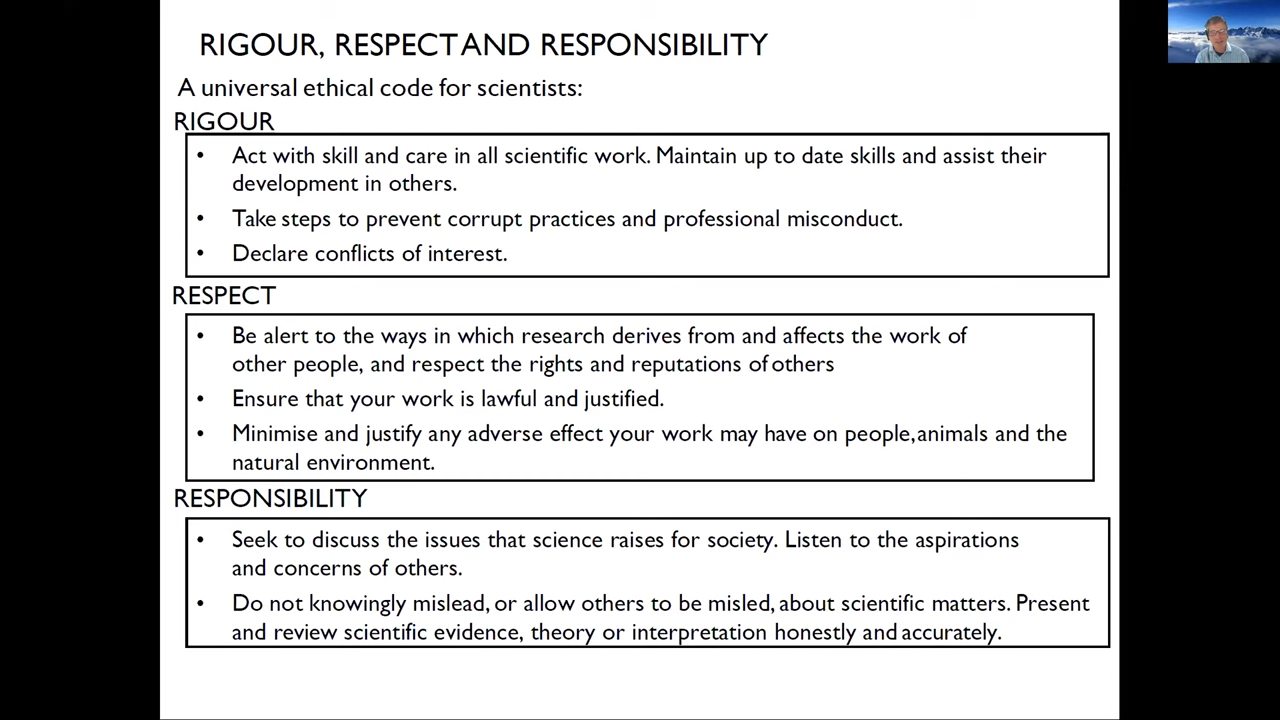 RIGOUR, RESPECT AND RESPONSIBILITY
A universal ethical code for scientists:
RIGOUR
• Act with skill and care in all scientific work. Maintain up to date skills and assist their
development in others.
• Take steps to prevent corrupt practices and professional misconduct.
• Declare conflicts of interest.
RESPECT
• Be alert to the ways in which research derives from and affects the work of
other people, and respect the rights and reputations of others
• Ensure that your work is lawful and justified.
• Minimise and justify any adverse effect your work may have on people, animals and the
natural environment.
RESPONSIBILITY
• Seek to discuss the issues that science raises for society. Listen to the aspirations
and concerns of others.
• Do not knowingly mislead, or allow others to be misled, about scientific matters. Present
and review scientific evidence, theory or interpretation honestly and accurately.